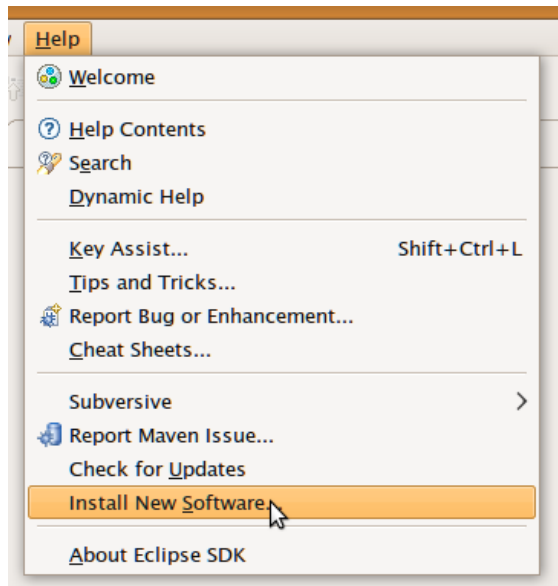 Help
Welcome
Help Contents
Search
Dynamic Help
Key Assist... Shift+Ctrl+L
Tips and Tricks...
Report Bug or Enhancement...
Cheat Sheets...
Subversive
Report Maven Issue...
Check for Updates
Install New Software.
About Eclipse SDK